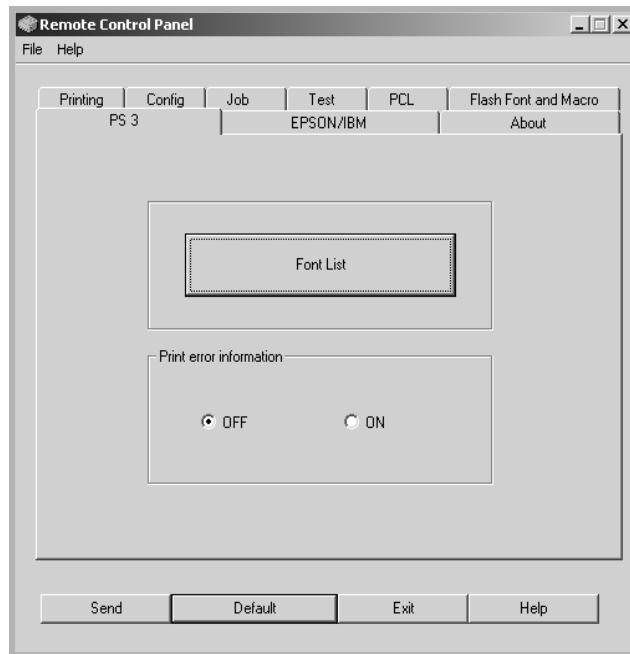 Remote Control Panel
File Help
Printing Config Job Test PCL Flash Font and Macro
PS 3 EPSON/IBM About
Font List
Print error information
OFF ON
Send Default Exit Help